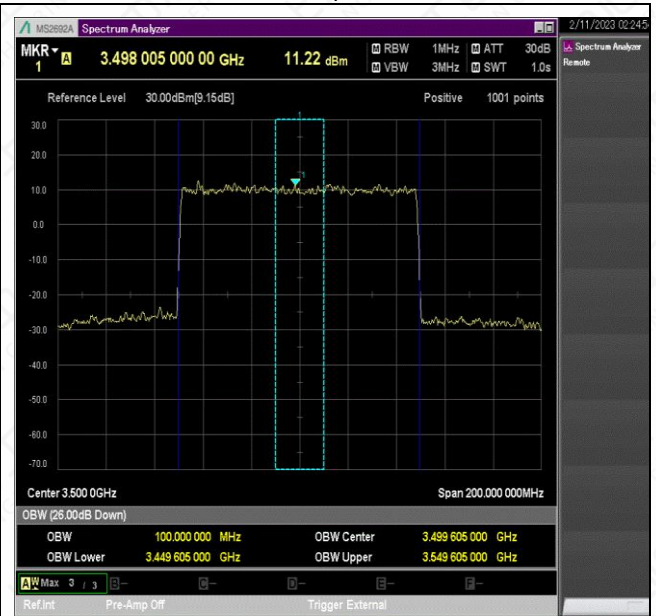 MS2692A Spectrum Analyzer 2/11/2023 02:24:5
MKR A 3.498 005 000 00 GHz 11.22 dBm M RBW 1MHz M ATT 30dB
1 M VBW 3MHz M SWT 1.0s
Spectrum Analyzer
Remote
Reference Level 30.00dBm[9.15dB] Positive 1001 points
1
30.0
20.0
10.0
0.0
-10.0
-20.0
-30.0
-40.0
-50.0
-60.0
-70.0
Center 3.500 0GHz Span 200.000 000MHz
OBW (26.00dB Down)
OBW 100.000 000 MHz OBW Center 3.499 605 000 GHz
OBW Lower 3.449 605 000 GHz OBW Upper 3.549 605 000 GHz
A W Max 3 / 3 B- C- D- E- F-
Ref.Int Pre-Amp Off Trigger External